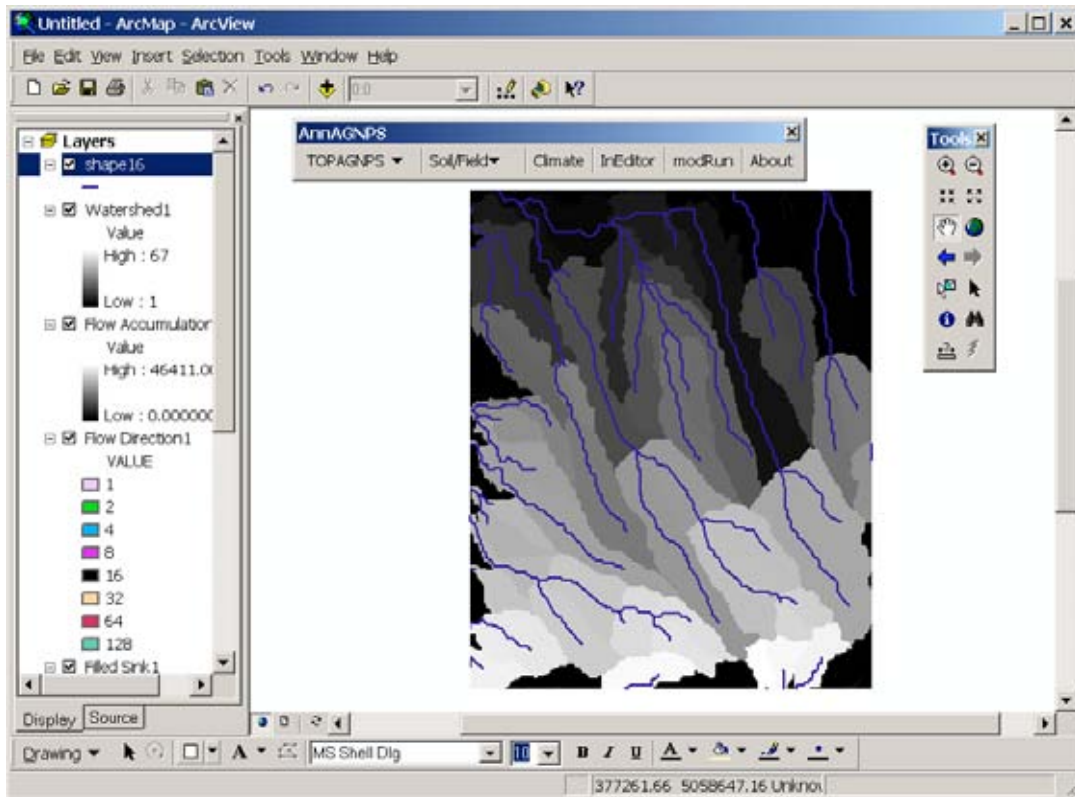 Untitled - ArcMap - ArcView
File Edit View Insert Selection Tools Window Help
0:0
Layers
shape16
Watershed1
Value
High : 67
Low : 1
Flow Accumulation
Value
High : 46411.00
Low : 0.000000
Flow Direction1
VALUE
1
2
4
8
16
32
64
128
Filled Sink1
Display Source
AnnAGNPS
TOPAGNPS Soil/Field Climate InEditor modRun About
Tools
Drawing A MS Shell Dlg 10 B I U A
377261.66 5058647.16 Unknow